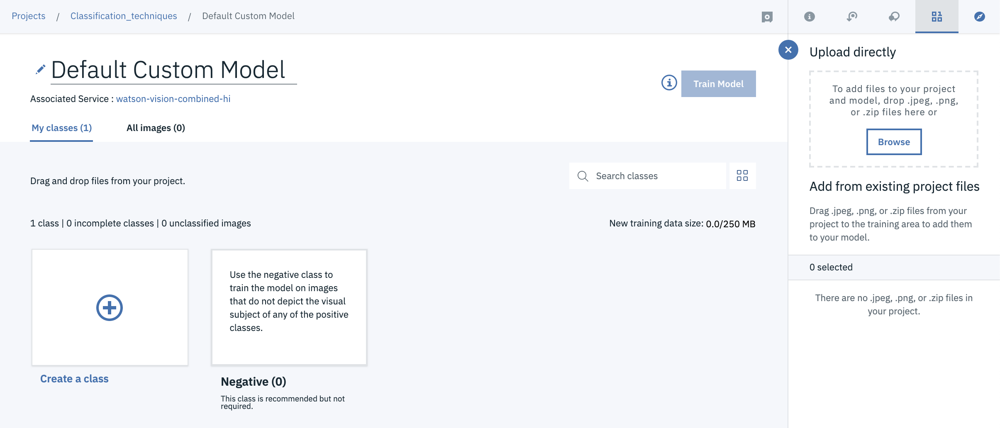 Projects / Classification_techniques / Default Custom Model
Default Custom Model
Associated Service : watson-vision-combined-hi
Train Model
My classes (1)
All images (0)
Drag and drop files from your project.
Search classes
1 class | 0 incomplete classes | 0 unclassified images
New training data size: 0.0/250 MB
Create a class
Use the negative class to
train the model on images
that do not depict the visual
subject of any of the positive
classes.
Negative (0)
This class is recommended but not
required.
Upload directly
To add files to your project
and model, drop .jpeg, .png,
or .zip files here or
Browse
Add from existing project files
Drag .jpeg, .png, or .zip files from your
project to the training area to add them
to your model.
0 selected
There are no .jpeg, .png, or .zip files in
your project.